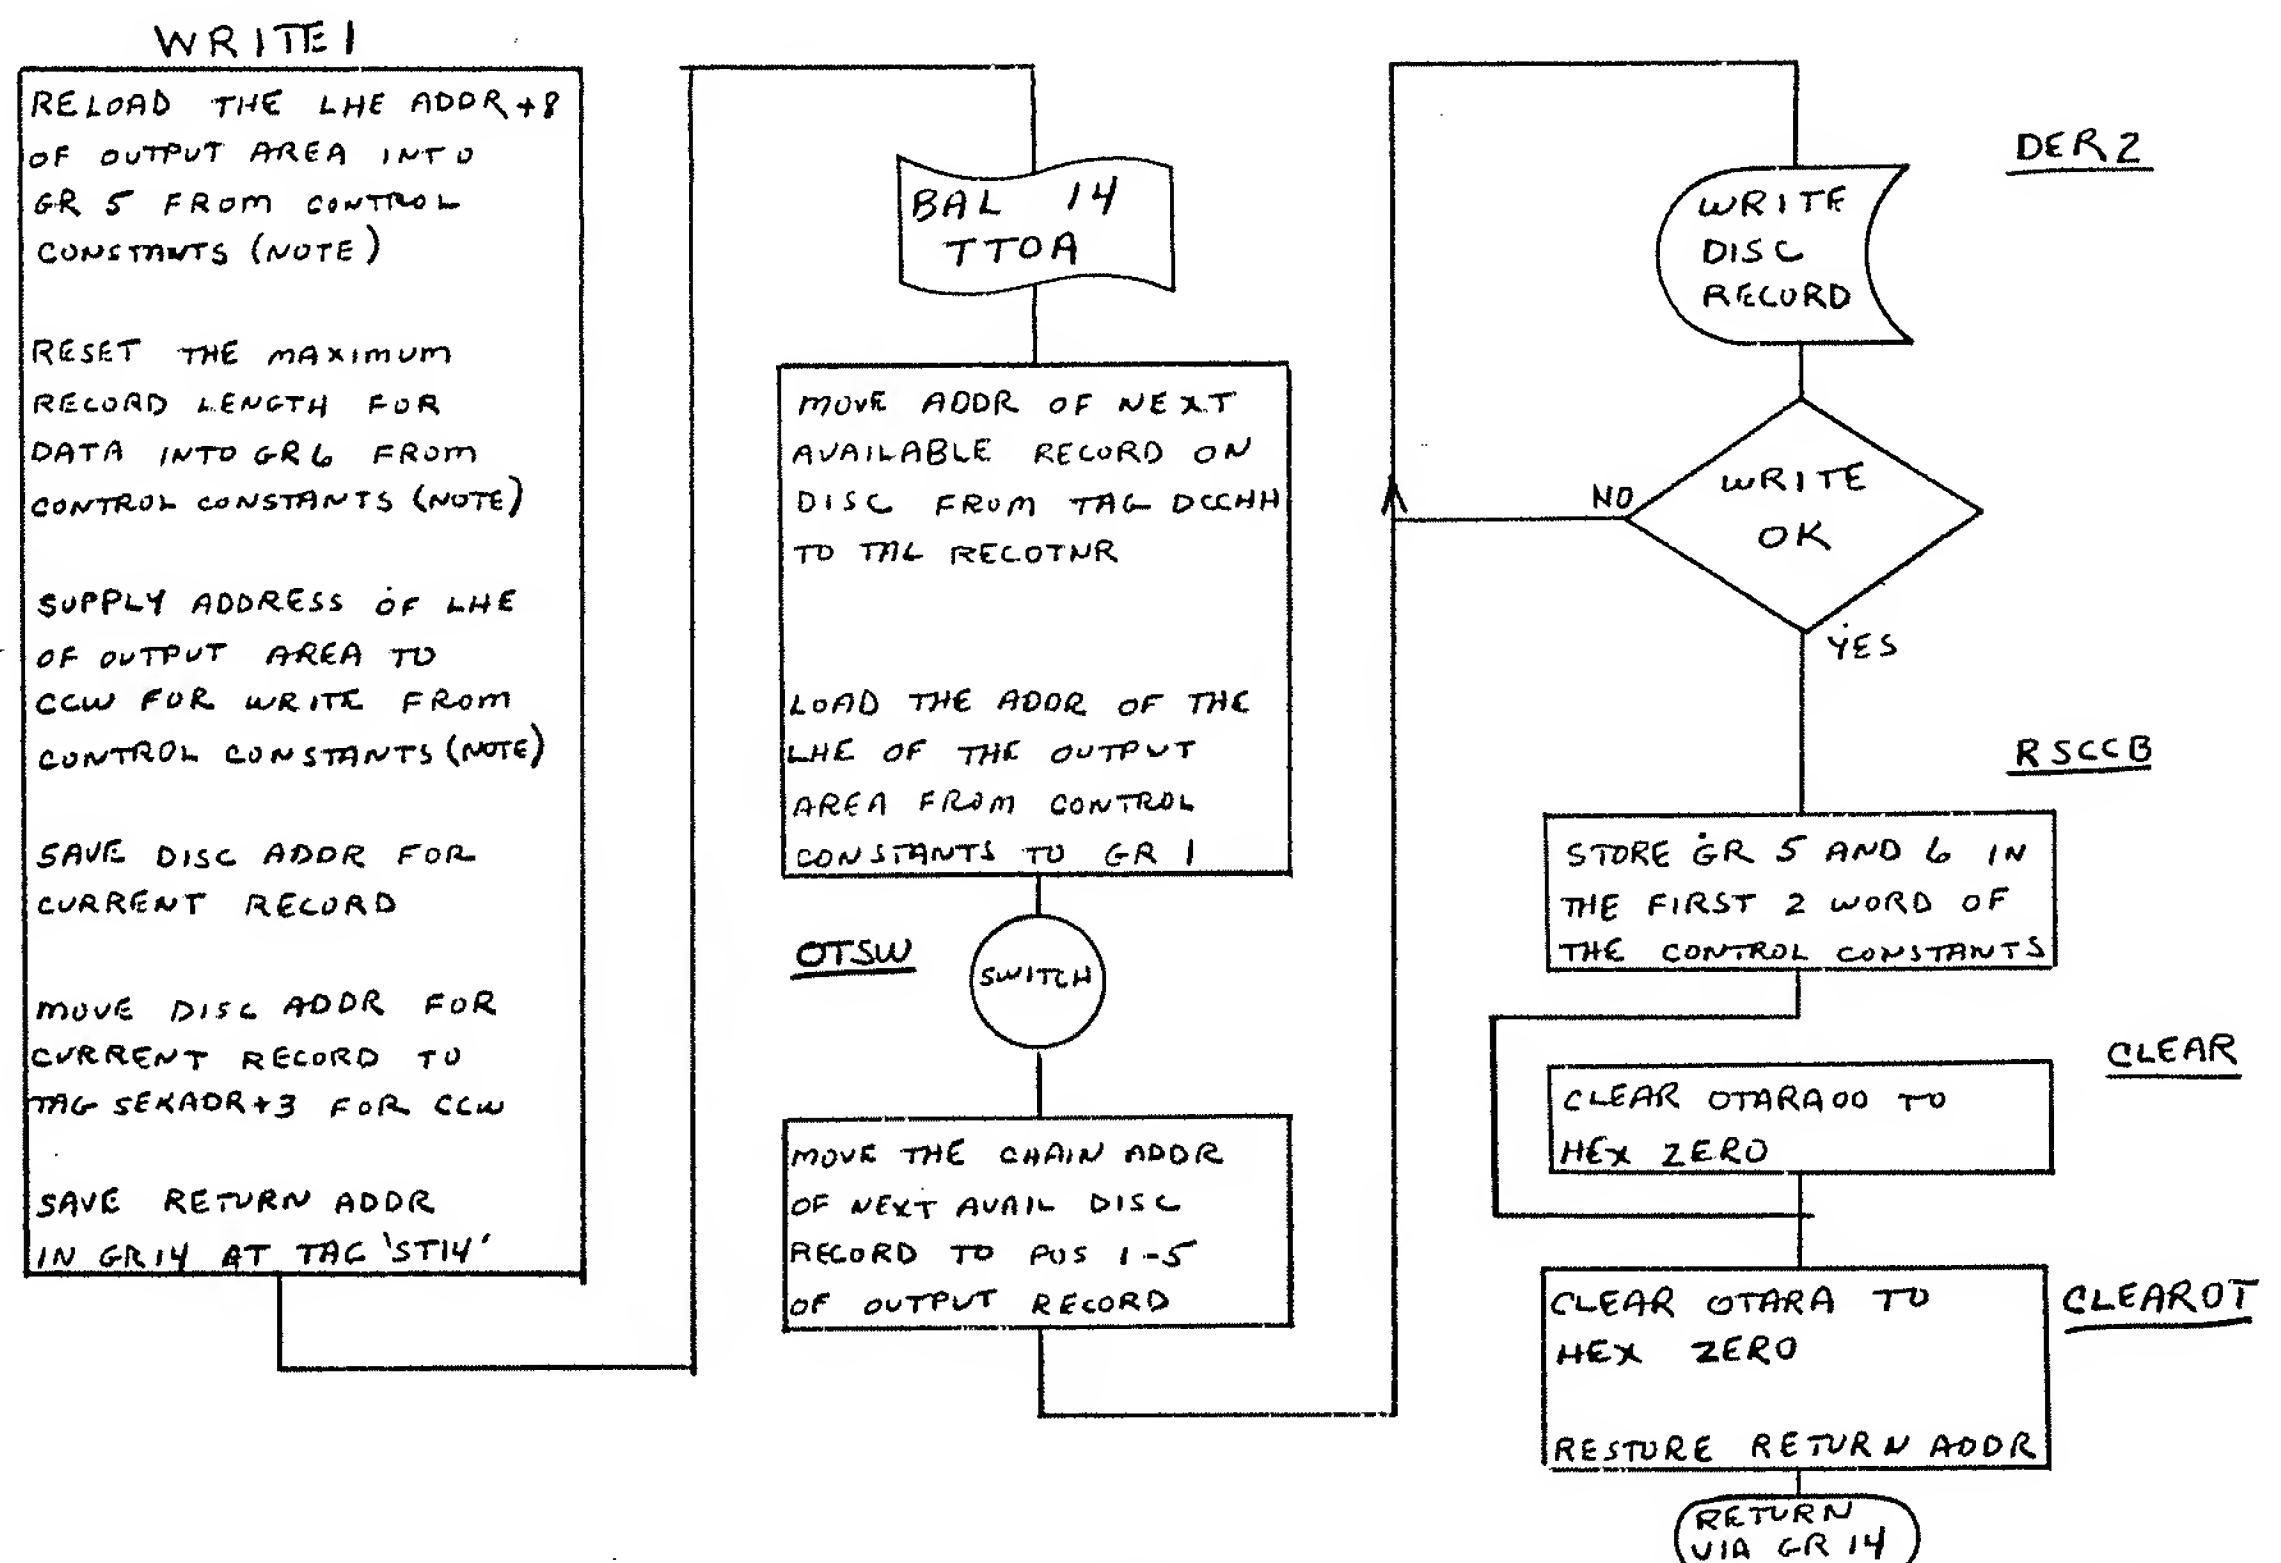 WRITE1
RELOAD THE LHE ADDR+8
OF OUTPUT AREA INTO
GR 5 FROM CONTROL
CONSTANTS (NOTE)
RESET THE MAXIMUM
RECORD LENGTH FOR
DATA INTO GR6 FROM
CONTROL CONSTANTS (NOTE)
SUPPLY ADDRESS OF LHE
OF OUTPUT AREA TO
CCW FOR WRITE FROM
CONTROL CONSTANTS (NOTE)
SAVE DISC ADDR FOR
CURRENT RECORD
MOVE DISC ADDR FOR
CURRENT RECORD TO
TAG SEKADR+3 FOR CCW
SAVE RETURN ADDR
IN GR14 AT TAG 'ST14'
BAL 14
TTOA
MOVE ADDR OF NEXT
AVAILABLE RECORD ON
DISC FROM TAG DCCHH
TO TAG RECOTNR
LOAD THE ADDR OF THE
LHE OF THE OUTPUT
AREA FROM CONTROL
CONSTANTS TO GR 1
OTSW
SWITCH
MOVE THE CHAIN ADDR
OF NEXT AVAIL DISC
RECORD TO POS 1-5
OF OUTPUT RECORD
DER2
WRITE
DISC
RECORD
NO
WRITE
OK
YES
RSCCB
STORE GR 5 AND 6 IN
THE FIRST 2 WORD OF
THE CONTROL CONSTANTS
CLEAR
CLEAR OTARA00 TO
HEX ZERO
CLEAROT
CLEAR OTARA TO
HEX ZERO
RESTORE RETURN ADDR
RETURN
VIA GR 14